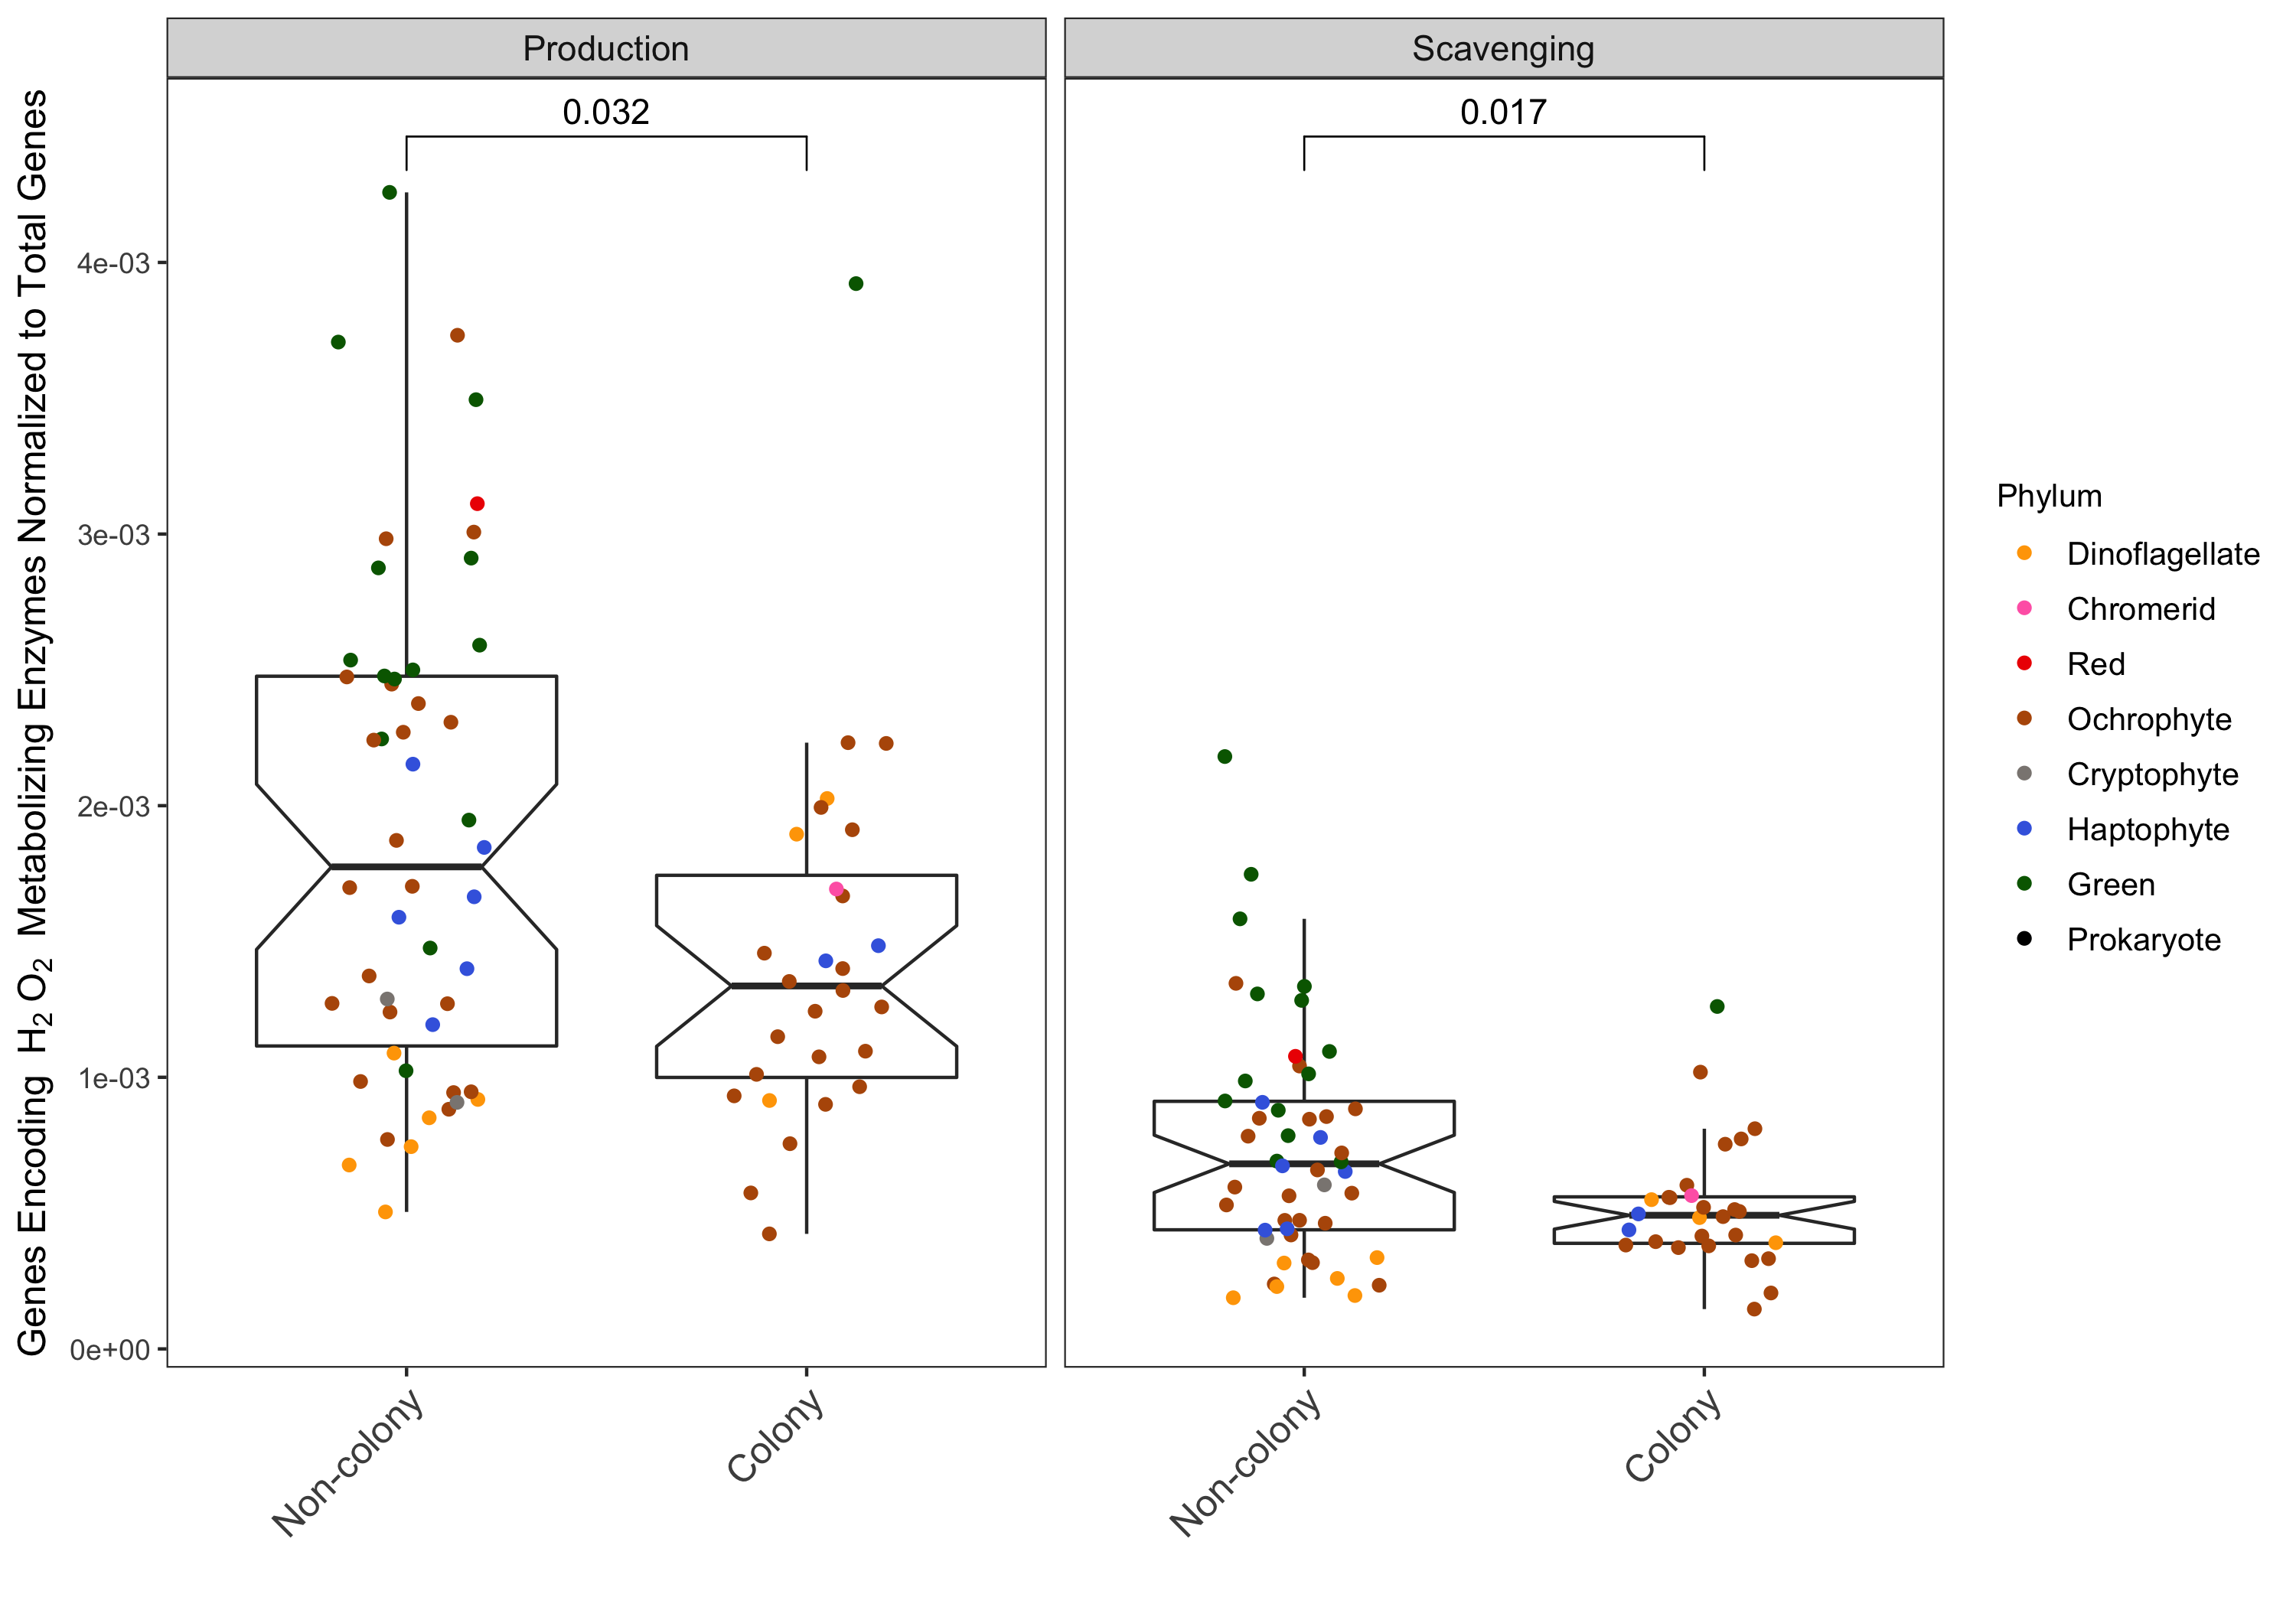 Production
Scavenging
0.032
0.017
Genes Encoding H2 O2 Metabolizing Enzymes Normalized to Total Genes
4e-03
3e-03
2e-03
1e-03
0e+00
Non-colony
Colony
Non-colony
Colony
Phylum
Dinoflagellate
Chromerid
Red
Ochrophyte
Cryptophyte
Haptophyte
Green
Prokaryote